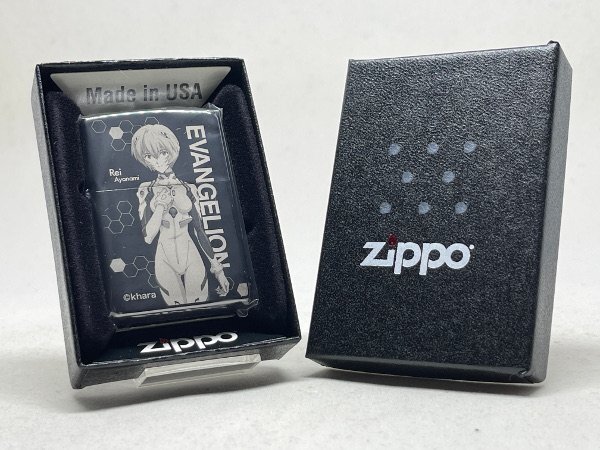 Made in USA
EVANGELION
Rei
Ayanami
©khara
zippo
zippo